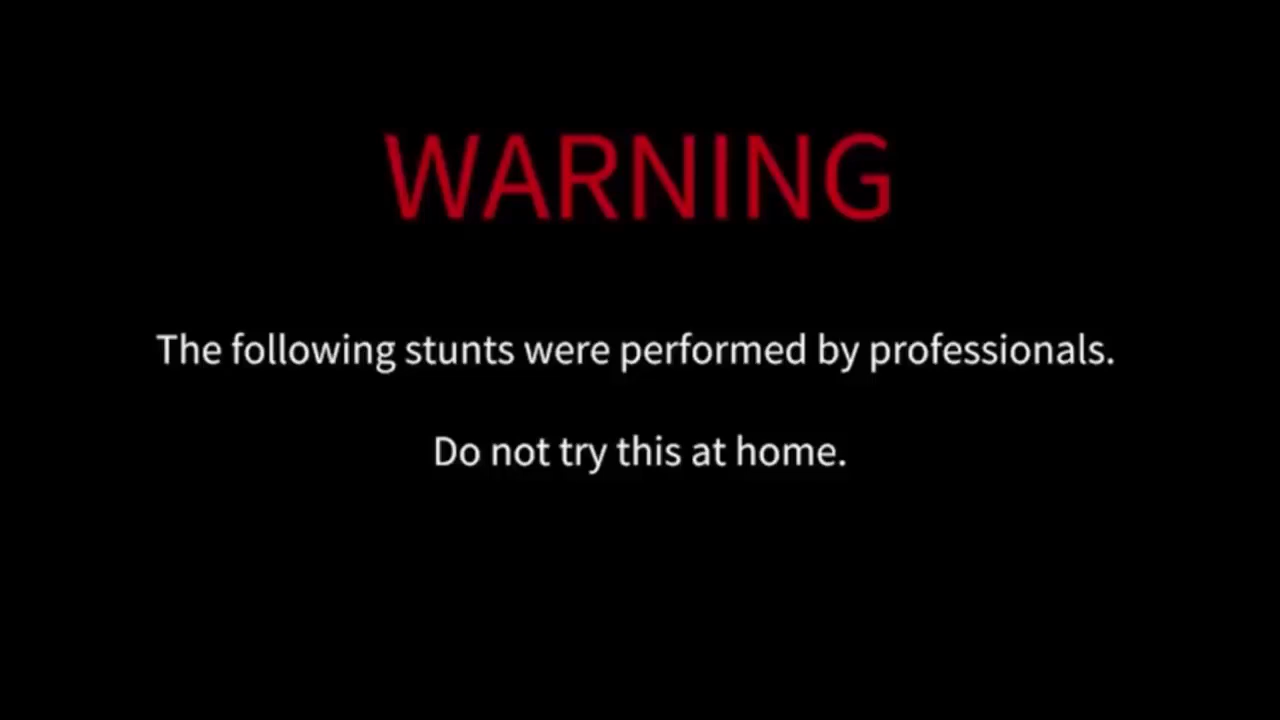 WARNING
The following stunts were performed by professionals.
Do not try this at home.